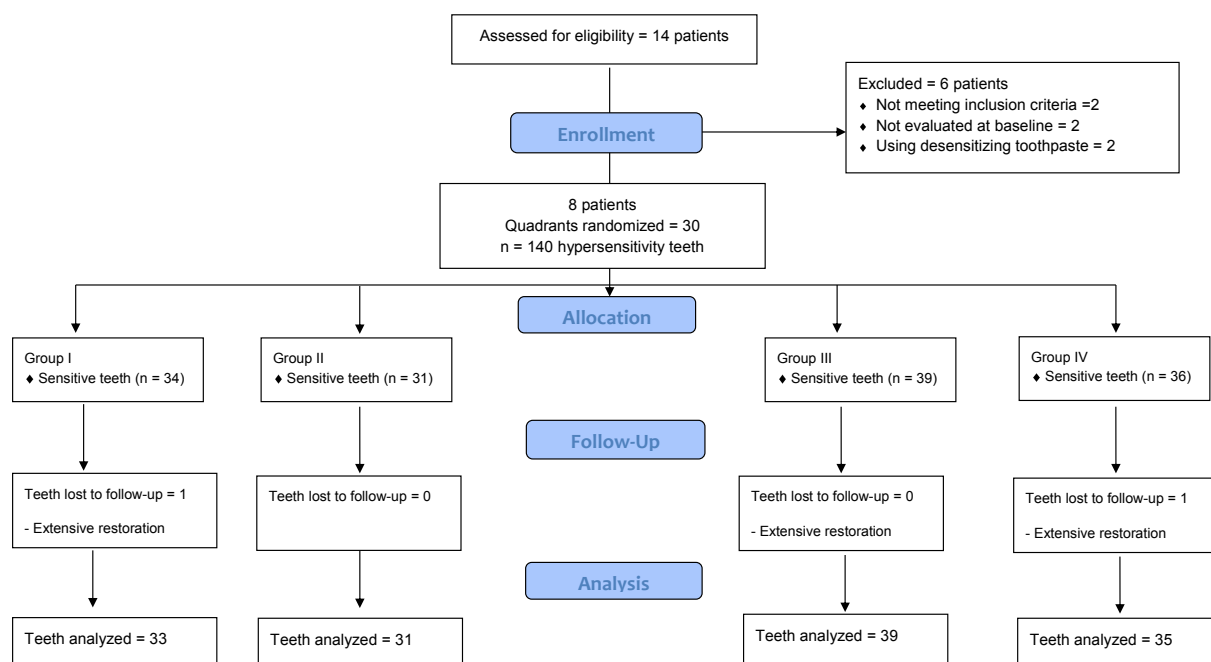 Assessed for eligibility = 14 patients
Excluded = 6 patients
♦ Not meeting inclusion criteria =2
♦ Not evaluated at baseline = 2
♦ Using desensitizing toothpaste = 2
Enrollment
8 patients
Quadrants randomized = 30
n = 140 hypersensitivity teeth
Allocation
Group I
♦ Sensitive teeth (n = 34)
Group II
♦ Sensitive teeth (n = 31)
Group III
♦ Sensitive teeth (n = 39)
Group IV
♦ Sensitive teeth (n = 36)
Follow-Up
Teeth lost to follow-up = 1
- Extensive restoration
Teeth lost to follow-up = 0
Teeth lost to follow-up = 0
- Extensive restoration
Teeth lost to follow-up = 1
- Extensive restoration
Analysis
Teeth analyzed = 33
Teeth analyzed = 31
Teeth analyzed = 39
Teeth analyzed = 35